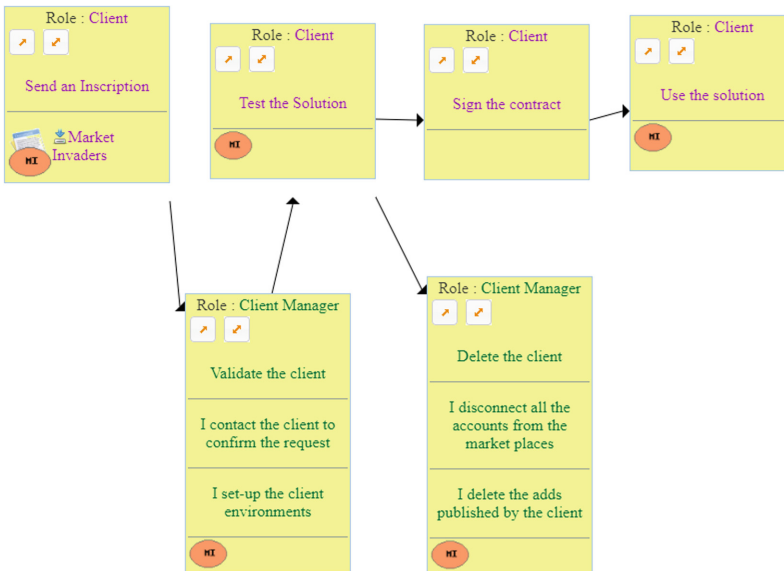 Role : Client
Send an Inscription
Market
Invaders
MI
Role : Client
Test the Solution
MI
Role : Client
Sign the contract
Role : Client
Use the solution
MI
Role : Client Manager
Validate the client
I contact the client to
confirm the request
I set-up the client
environments
MI
Role : Client Manager
Delete the client
I disconnect all the
accounts from the
market places
I delete the adds
published by the client
MI